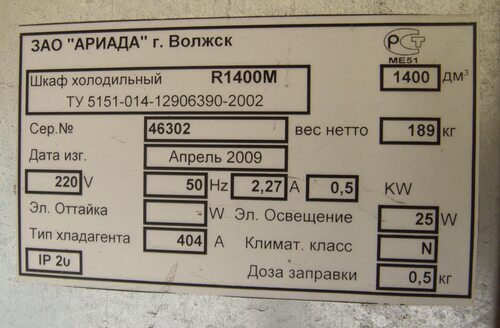 ЗАО "АРИАДА" г. Волжск
РСТ
МЕ51
Шкаф холодильный R1400М 1400 дм³
ТУ 5151-014-12906390-2002
Сер.№ 46302 вес нетто 189 кг
Дата изг. Апрель 2009
220 V 50 Hz 2,27 A 0,5 KW
Эл. Оттайка W Эл. Освещение 25 W
Тип хладагента 404 A Климат. класс N
IP 20 Доза заправки 0,5 кг